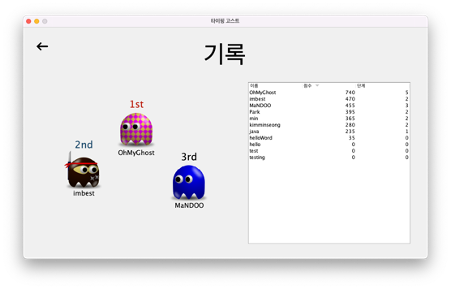 타이핑 고스트
기록
1st
OhMyGhost
2nd
imbest
3rd
MaNDOO
이름 점수 단계
OhMyGhost 740 5
imbest 470 2
MaNDOO 455 3
Park 395 2
min 365 2
kimminseong 280 2
java 235 1
helloWord 35 0
hello 0 0
test 0 0
testing 0 0